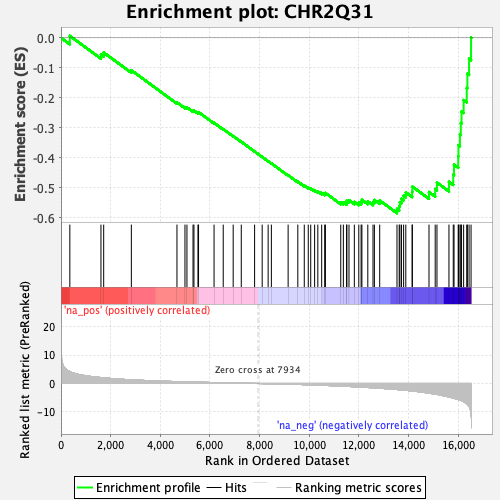 Enrichment plot: CHR2Q31
Enrichment score (ES)
0.0
-0.1
-0.2
-0.3
-0.4
-0.5
-0.6
'na_pos' (positively correlated)
Ranked list metric (PreRanked)
20
10
0
-10
Zero cross at 7934
'na_neg' (negatively correlated)
0
2,000
4,000
6,000
8,000
10,000
12,000
14,000
16,000
Rank in Ordered Dataset
Enrichment profile
Hits
Ranking metric scores